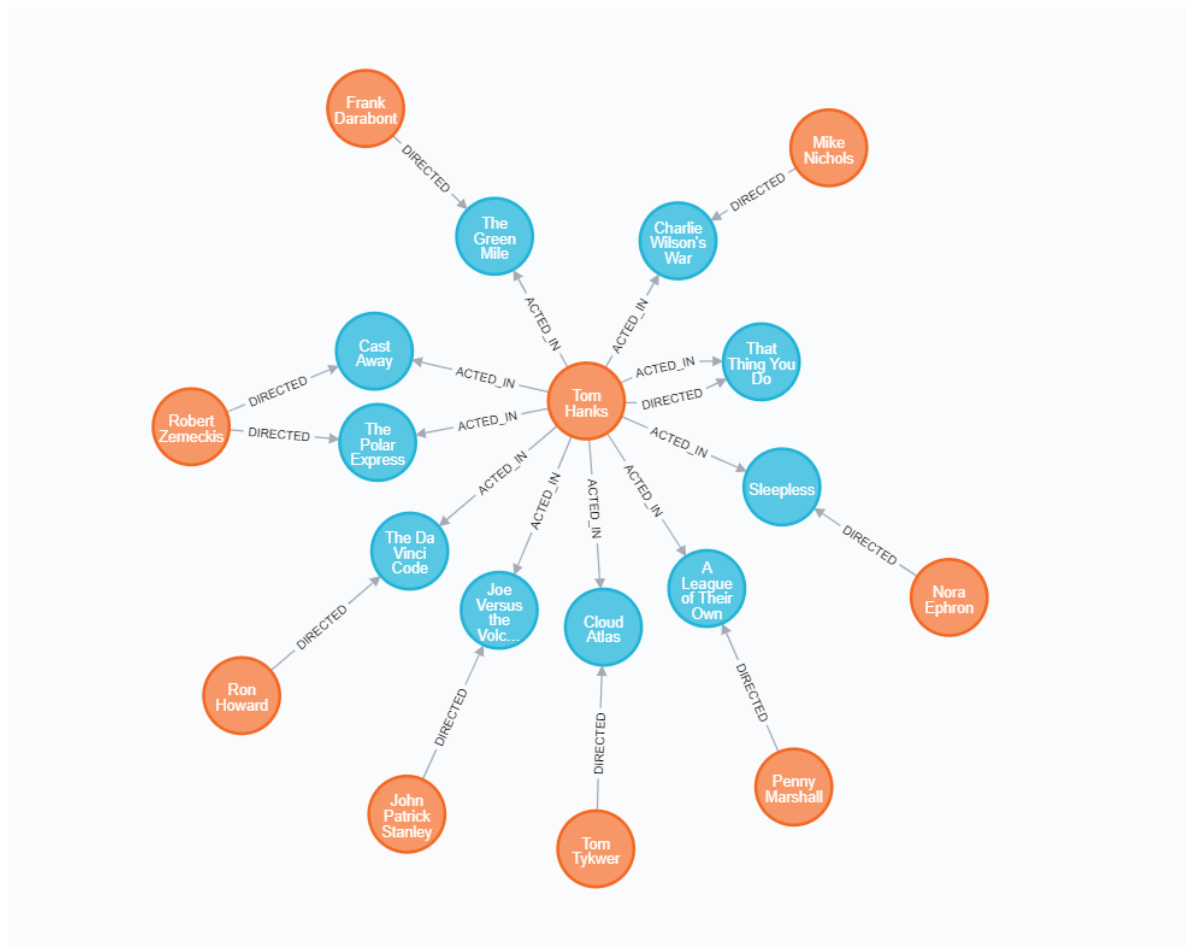 Frank
Darabont
Mike
Nichols
DIRECTED
DIRECTED
The
Green
Mile
Charlie
Wilson's
War
ACTED_IN
ACTED_IN
Cast
Away
That
Thing You
Do
ACTED_IN
ACTED_IN
DIRECTED
Tom
Hanks
DIRECTED
Robert
Zemeckis
DIRECTED
The
Polar
Express
ACTED_IN
ACTED_IN
Sleepless
ACTED_IN
ACTED_IN
ACTED_IN
ACTED_IN
The Da
Vinci
Code
DIRECTED
Nora
Ephron
Joe
Versus
the
Volc...
Cloud
Atlas
A
League
of Their
Own
DIRECTED
Ron
Howard
DIRECTED
DIRECTED
DIRECTED
John
Patrick
Stanley
Tom
Tykwer
Penny
Marshall